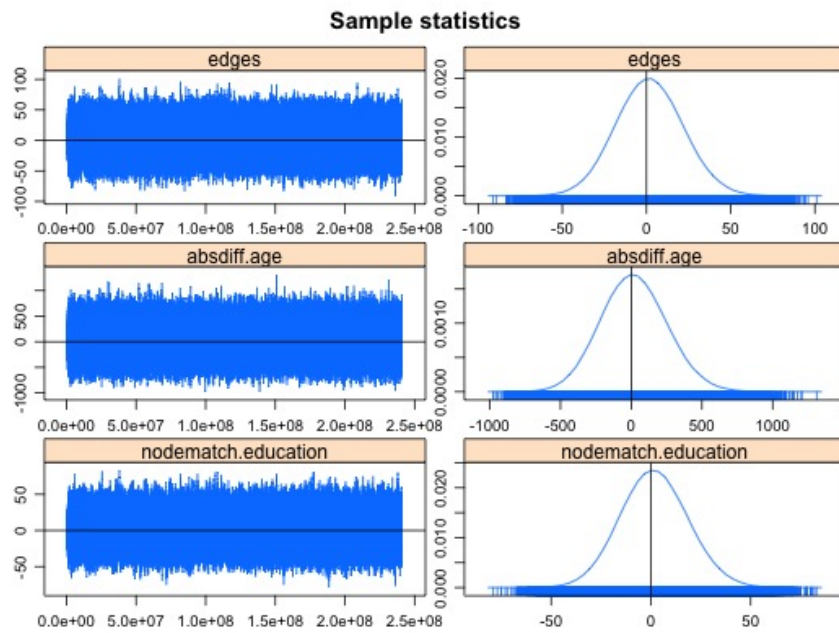 Sample statistics
edges
edges
-100 -50 0 50 100
0.000 0.010 0.020
0.0e+00 5.0e+07 1.0e+08 1.5e+08 2.0e+08 2.5e+08
-100 -50 0 50 100
absdiff.age
absdiff.age
-1000 0 500
0.0000 0.0010
0.0e+00 5.0e+07 1.0e+08 1.5e+08 2.0e+08 2.5e+08
-1000 -500 0 500 1000
nodematch.education
nodematch.education
-50 0 50
0.000 0.010 0.020
0.0e+00 5.0e+07 1.0e+08 1.5e+08 2.0e+08 2.5e+08
-50 0 50